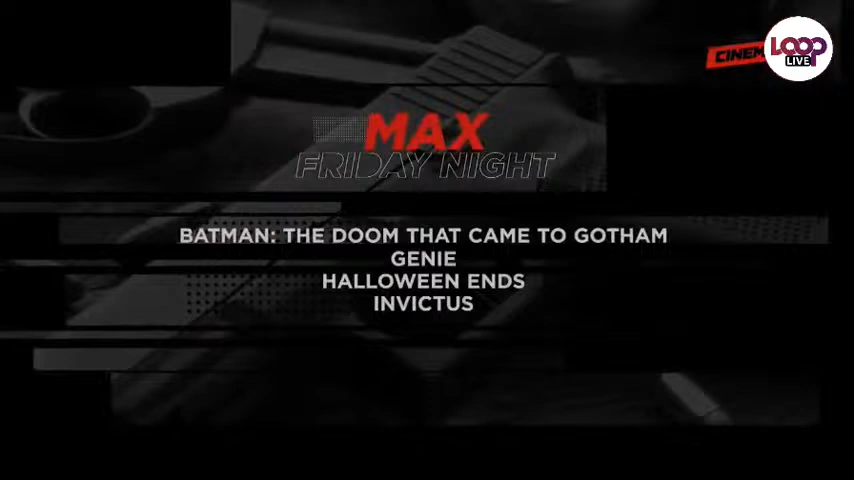 CINEM
LOOP
LIVE
MAX
FRIDAY NIGHT
BATMAN: THE DOOM THAT CAME TO GOTHAM
GENIE
HALLOWEEN ENDS
INVICTUS